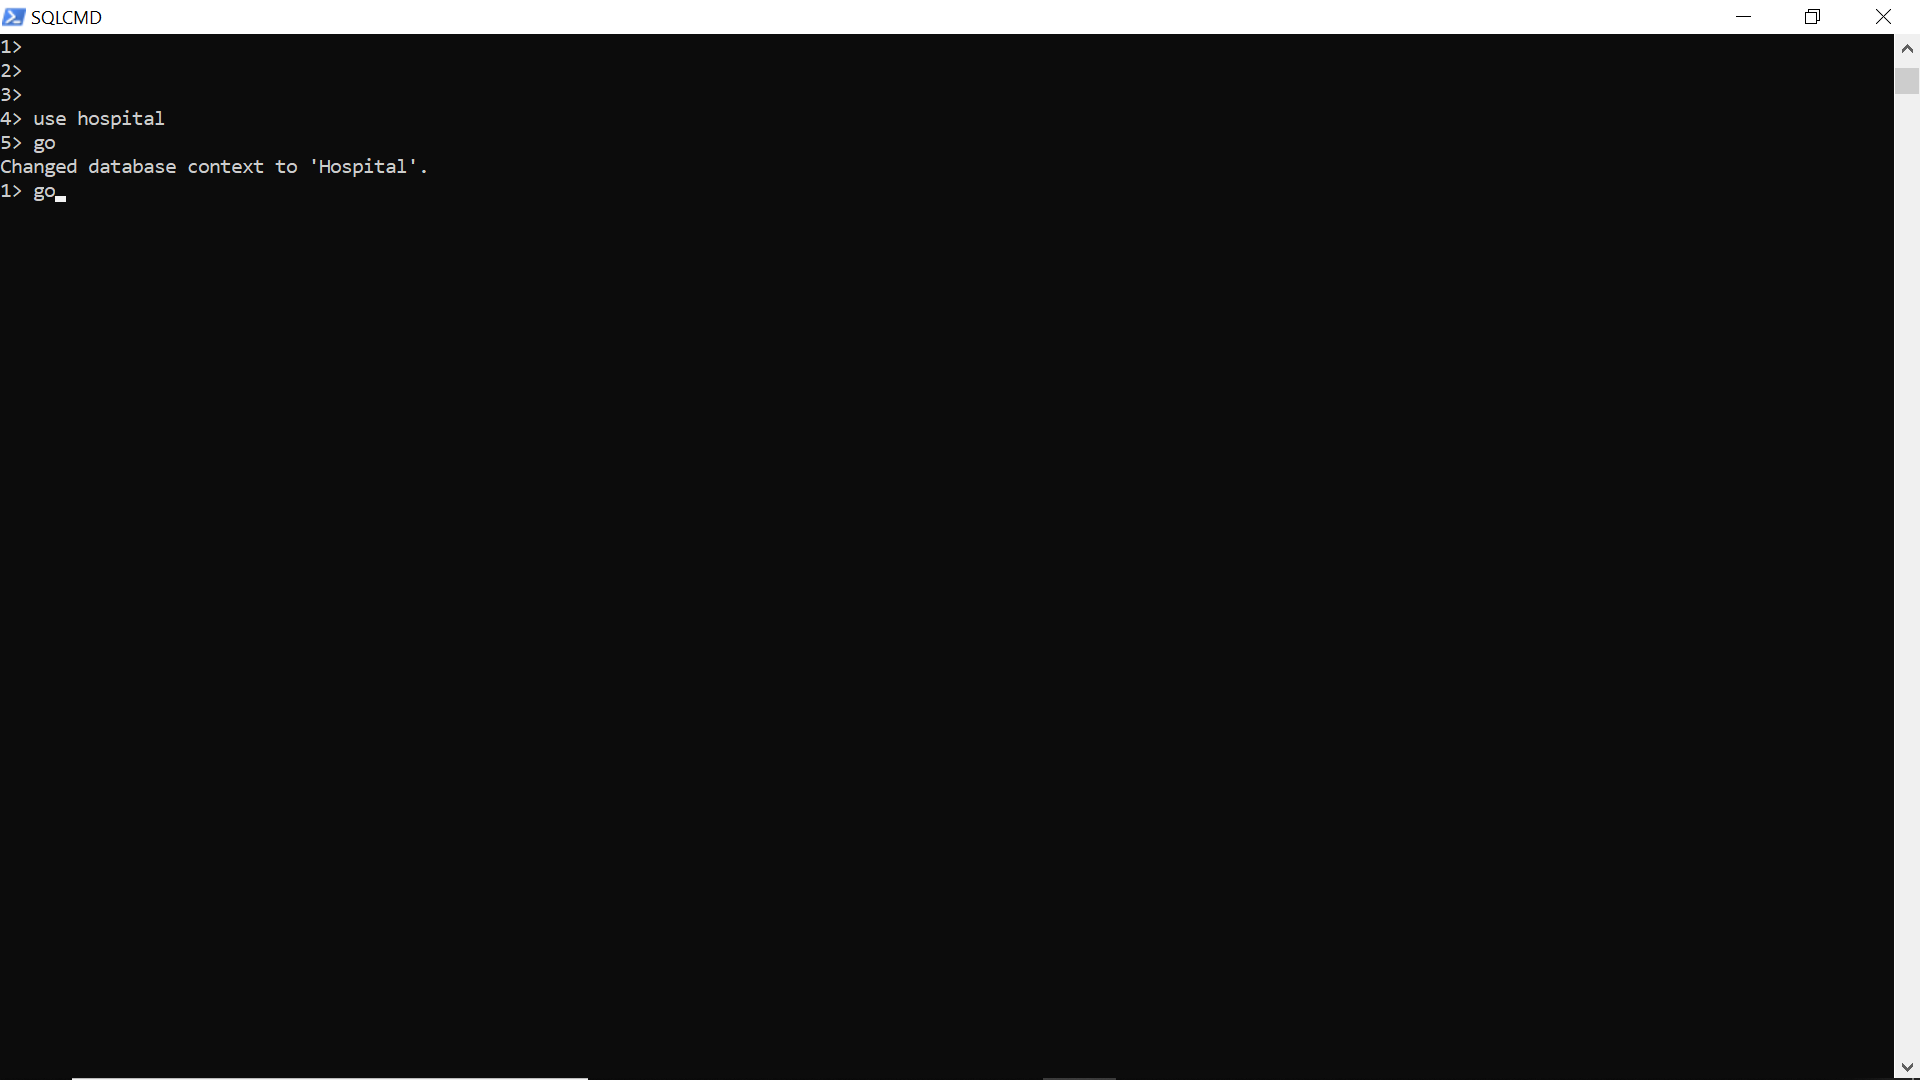 SQLCMD
1>
2>
3>
4> use hospital
5> go
Changed database context to 'Hospital'.
1> go